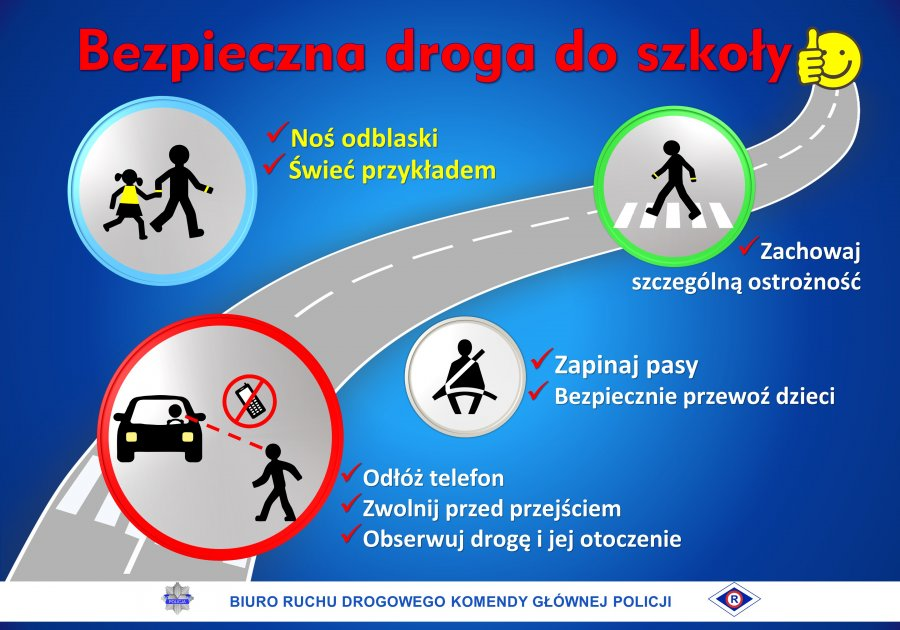 Bezpieczna droga do szkoły
Noś odblaski
Świeć przykładem
Zachowaj
szczególną ostrożność
Zapinaj pasy
Bezpiecznie przewoź dzieci
Odłóż telefon
Zwolnij przed przejściem
Obserwuj drogę i jej otoczenie
POLICJA
BIURO RUCHU DROGOWEGO KOMENDY GŁÓWNEJ POLICJI
R